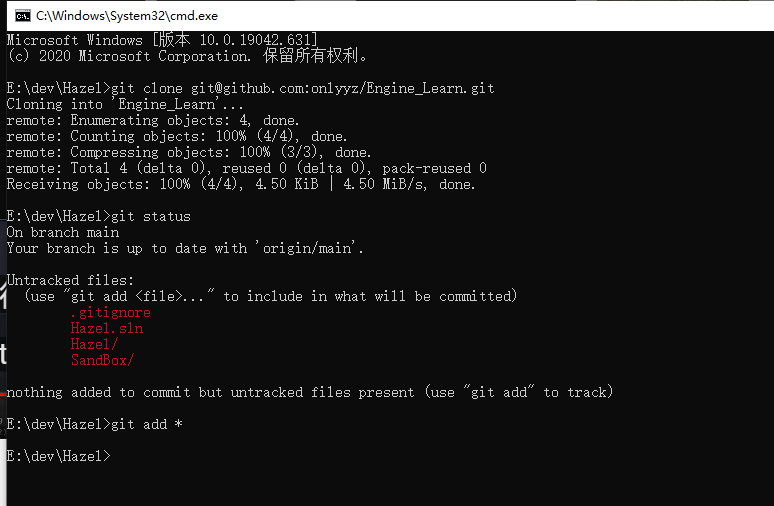 C:\Windows\System32\cmd.exe
Microsoft Windows [版本 10.0.19042.631]
(c) 2020 Microsoft Corporation. 保留所有权利。
E:\dev\Hazel>git clone git@github.com:onlyyz/Engine_Learn.git
Cloning into 'Engine_Learn'...
remote: Enumerating objects: 4, done.
remote: Counting objects: 100% (4/4), done.
remote: Compressing objects: 100% (3/3), done.
remote: Total 4 (delta 0), reused 0 (delta 0), pack-reused 0
Receiving objects: 100% (4/4), 4.50 KiB | 4.50 MiB/s, done.
E:\dev\Hazel>git status
On branch main
Your branch is up to date with 'origin/main'.
Untracked files:
(use "git add <file>..." to include in what will be committed)
.gitignore
Hazel.sln
Hazel/
SandBox/
nothing added to commit but untracked files present (use "git add" to track)
E:\dev\Hazel>git add *
E:\dev\Hazel>